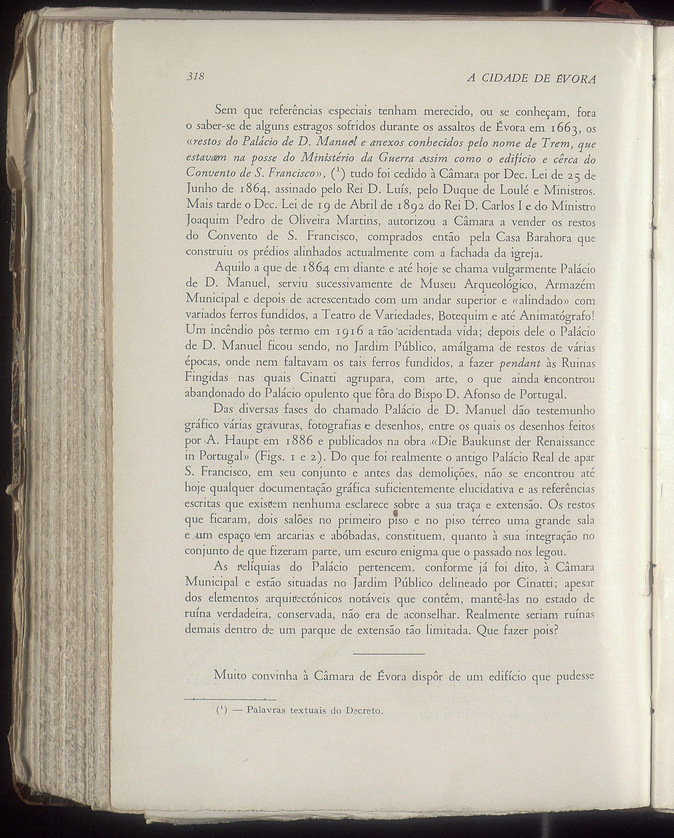 318
A CIDADE DE ÉVORA
Sem que referências especiais tenham merecido, ou se conheçam, fora
o saber-se de alguns estragos sofridos durante os assaltos de Évora em 1663, os
«restos do Palácio de D. Manuel e anexos conhecidos pelo nome de Trem, que
estavam na posse do Ministério da Guerra assim como o edifício e cêrca do
Convento de S. Francisco», (¹) tudo foi cedido à Câmara por Dec. Lei de 25 de
Junho de 1864, assinado pelo Rei D. Luís, pelo Duque de Loulé e Ministros.
Mais tarde o Dec. Lei de 19 de Abril de 1892 do Rei D. Carlos I e do Ministro
Joaquim Pedro de Oliveira Martins, autorizou a Câmara a vender os restos
do Convento de S. Francisco, comprados então pela Casa Barahora que
construiu os prédios alinhados actualmente com a fachada da igreja.
Aquilo a que de 1864 em diante e até hoje se chama vulgarmente Palácio
de D. Manuel, serviu sucessivamente de Museu Arqueológico, Armazém
Municipal e depois de acrescentado com um andar superior e «alindado» com
variados ferros fundidos, a Teatro de Variedades, Botequim e até Animatógrafo!
Um incêndio pôs termo em 1916 a tão acidentada vida; depois dele o Palácio
de D. Manuel ficou sendo, no Jardim Público, amálgama de restos de várias
épocas, onde nem faltavam os tais ferros fundidos, a fazer pendant às Ruinas
Fingidas nas quais Cinatti agrupara, com arte, o que ainda encontrou
abandonado do Palácio opulento que fôra do Bispo D. Afonso de Portugal.
Das diversas fases do chamado Palácio de D. Manuel dão testemunho
gráfico várias gravuras, fotografias e desenhos, entre os quais os desenhos feitos
por A. Haupt em 1886 e publicados na obra «Die Baukunst der Renaissance
in Portugal» (Figs. 1 e 2). Do que foi realmente o antigo Palácio Real de apar
S. Francisco, em seu conjunto e antes das demolições, não se encontrou até
hoje qualquer documentação gráfica suficientemente elucidativa e as referências
escritas que existem nenhuma esclarece sobre a sua traça e extensão. Os restos
que ficaram, dois salões no primeiro piso e no piso térreo uma grande sala
e um espaço em arcarias e abóbadas, constituem, quanto à sua integração no
conjunto de que fizeram parte, um escuro enigma que o passado nos legou.
As relíquias do Palácio pertencem, conforme já foi dito, à Câmara
Municipal e estão situadas no Jardim Público delineado por Cinatti; apesar
dos elementos arquitectónicos notáveis que contêm, mantê-las no estado de
ruína verdadeira, conservada, não era de aconselhar. Realmente seriam ruínas
demais dentro de um parque de extensão tão limitada. Que fazer pois?
Muito convinha à Câmara de Évora dispôr de um edifício que pudesse
(¹) — Palavras textuais do Decreto.